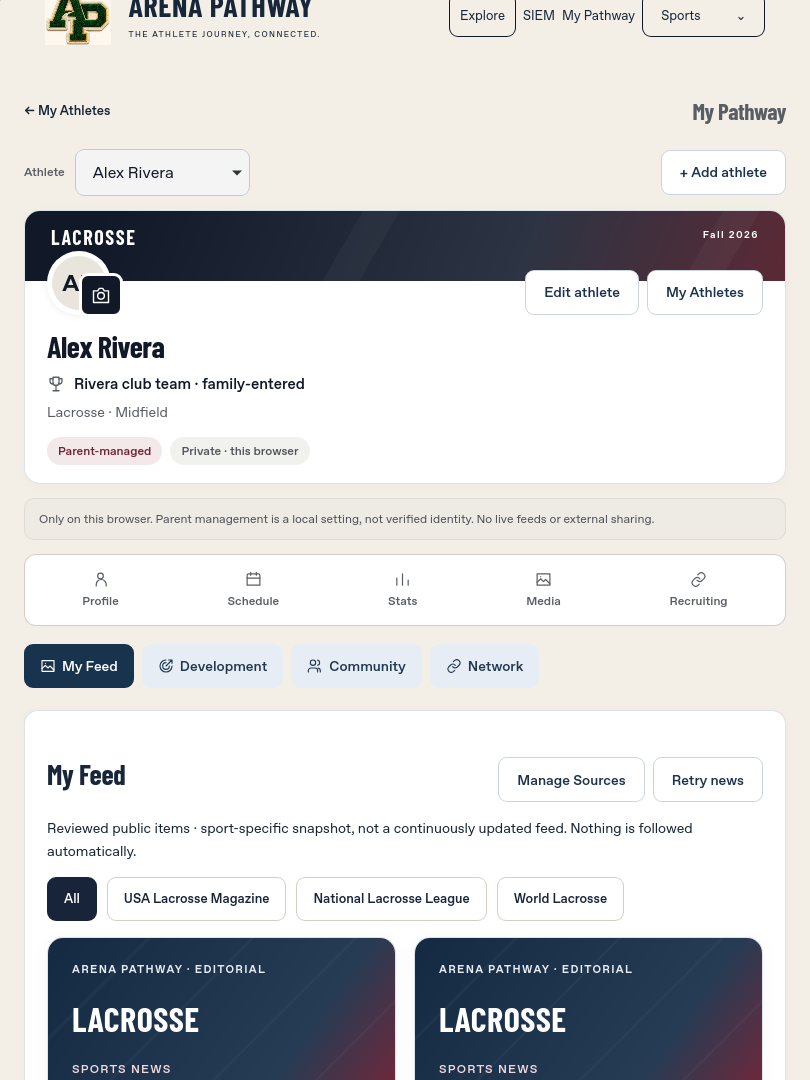 AP
ARENA PATHWAY
THE ATHLETE JOURNEY, CONNECTED.
Explore
SIEM
My Pathway
Sports
← My Athletes
My Pathway
Athlete
Alex Rivera
+ Add athlete
LACROSSE
Fall 2026
Edit athlete
My Athletes
Alex Rivera
Rivera club team · family-entered
Lacrosse · Midfield
Parent-managed
Private · this browser
Only on this browser. Parent management is a local setting, not verified identity. No live feeds or external sharing.
Profile
Schedule
Stats
Media
Recruiting
My Feed
Development
Community
Network
My Feed
Manage Sources
Retry news
Reviewed public items · sport-specific snapshot, not a continuously updated feed. Nothing is followed
automatically.
All
USA Lacrosse Magazine
National Lacrosse League
World Lacrosse
ARENA PATHWAY · EDITORIAL
LACROSSE
SPORTS NEWS
ARENA PATHWAY · EDITORIAL
LACROSSE
SPORTS NEWS